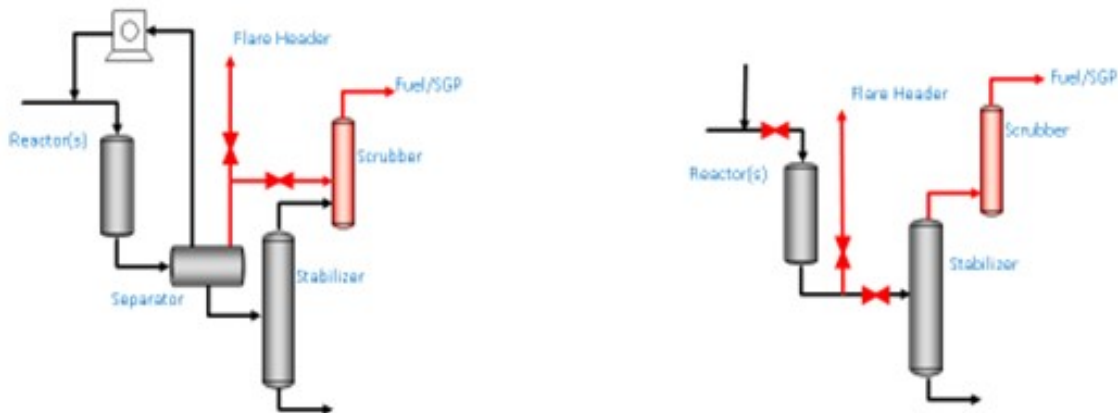 Flare Header
Fuel/SGP
Reactor(s)
Scrubber
Stabilizer
Separator
Fuel/SGP
Flare Header
Scrubber
Reactor(s)
Stabilizer